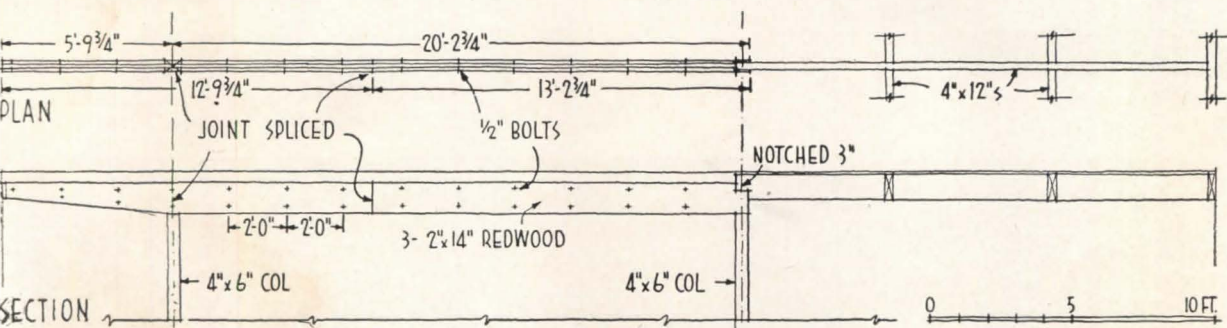 5'-9¾" 20'-2¾"
12'-9¾" 13'-2¾" 4"x12"s
PLAN
JOINT SPLICED ½" BOLTS
NOTCHED 3"
2'-0" 2'-0"
3- 2"x14" REDWOOD
4"x6" COL 4"x6" COL
SECTION 0 5 10 FT.